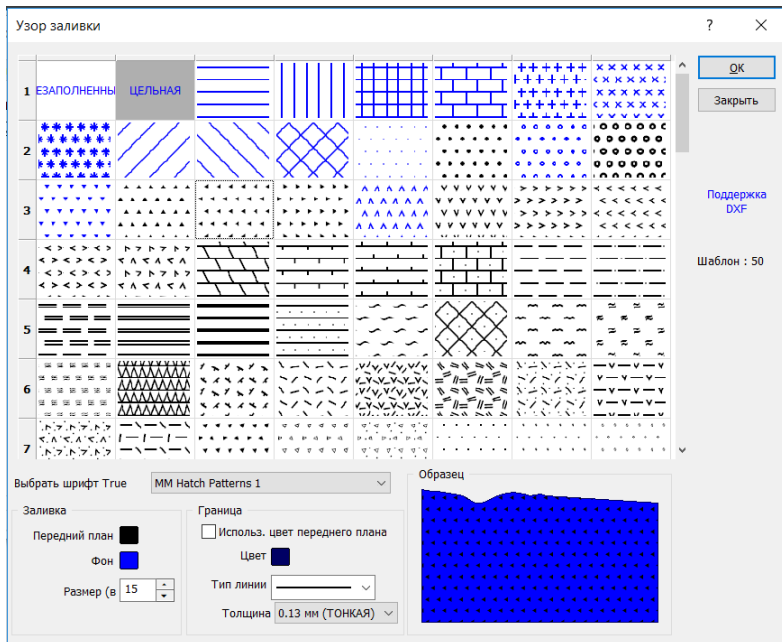 Узор заливки
? 
1 ЕЗАПОЛНЕННЫ ЦЕЛЬНАЯ
2
3
4
5
6
7
OK
Закрыть
Поддержка
DXF
Шаблон : 50
Выбрать шрифт True MM Hatch Patterns 1
Заливка
Передний план
Фон
Размер (в 15
Граница
Использ. цвет переднего плана
Цвет
Тип линии
Толщина 0.13 мм (ТОНКАЯ)
Образец